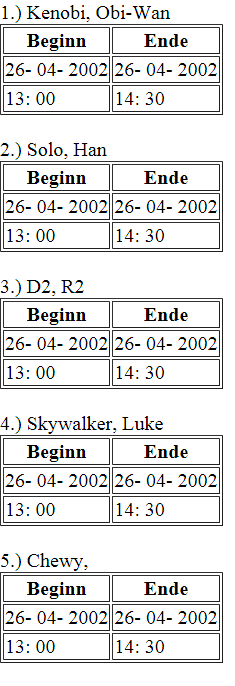 1.) Kenobi, Obi-Wan
Beginn Ende
26- 04- 2002 26- 04- 2002
13: 00 14: 30
2.) Solo, Han
Beginn Ende
26- 04- 2002 26- 04- 2002
13: 00 14: 30
3.) D2, R2
Beginn Ende
26- 04- 2002 26- 04- 2002
13: 00 14: 30
4.) Skywalker, Luke
Beginn Ende
26- 04- 2002 26- 04- 2002
13: 00 14: 30
5.) Chewy,
Beginn Ende
26- 04- 2002 26- 04- 2002
13: 00 14: 30